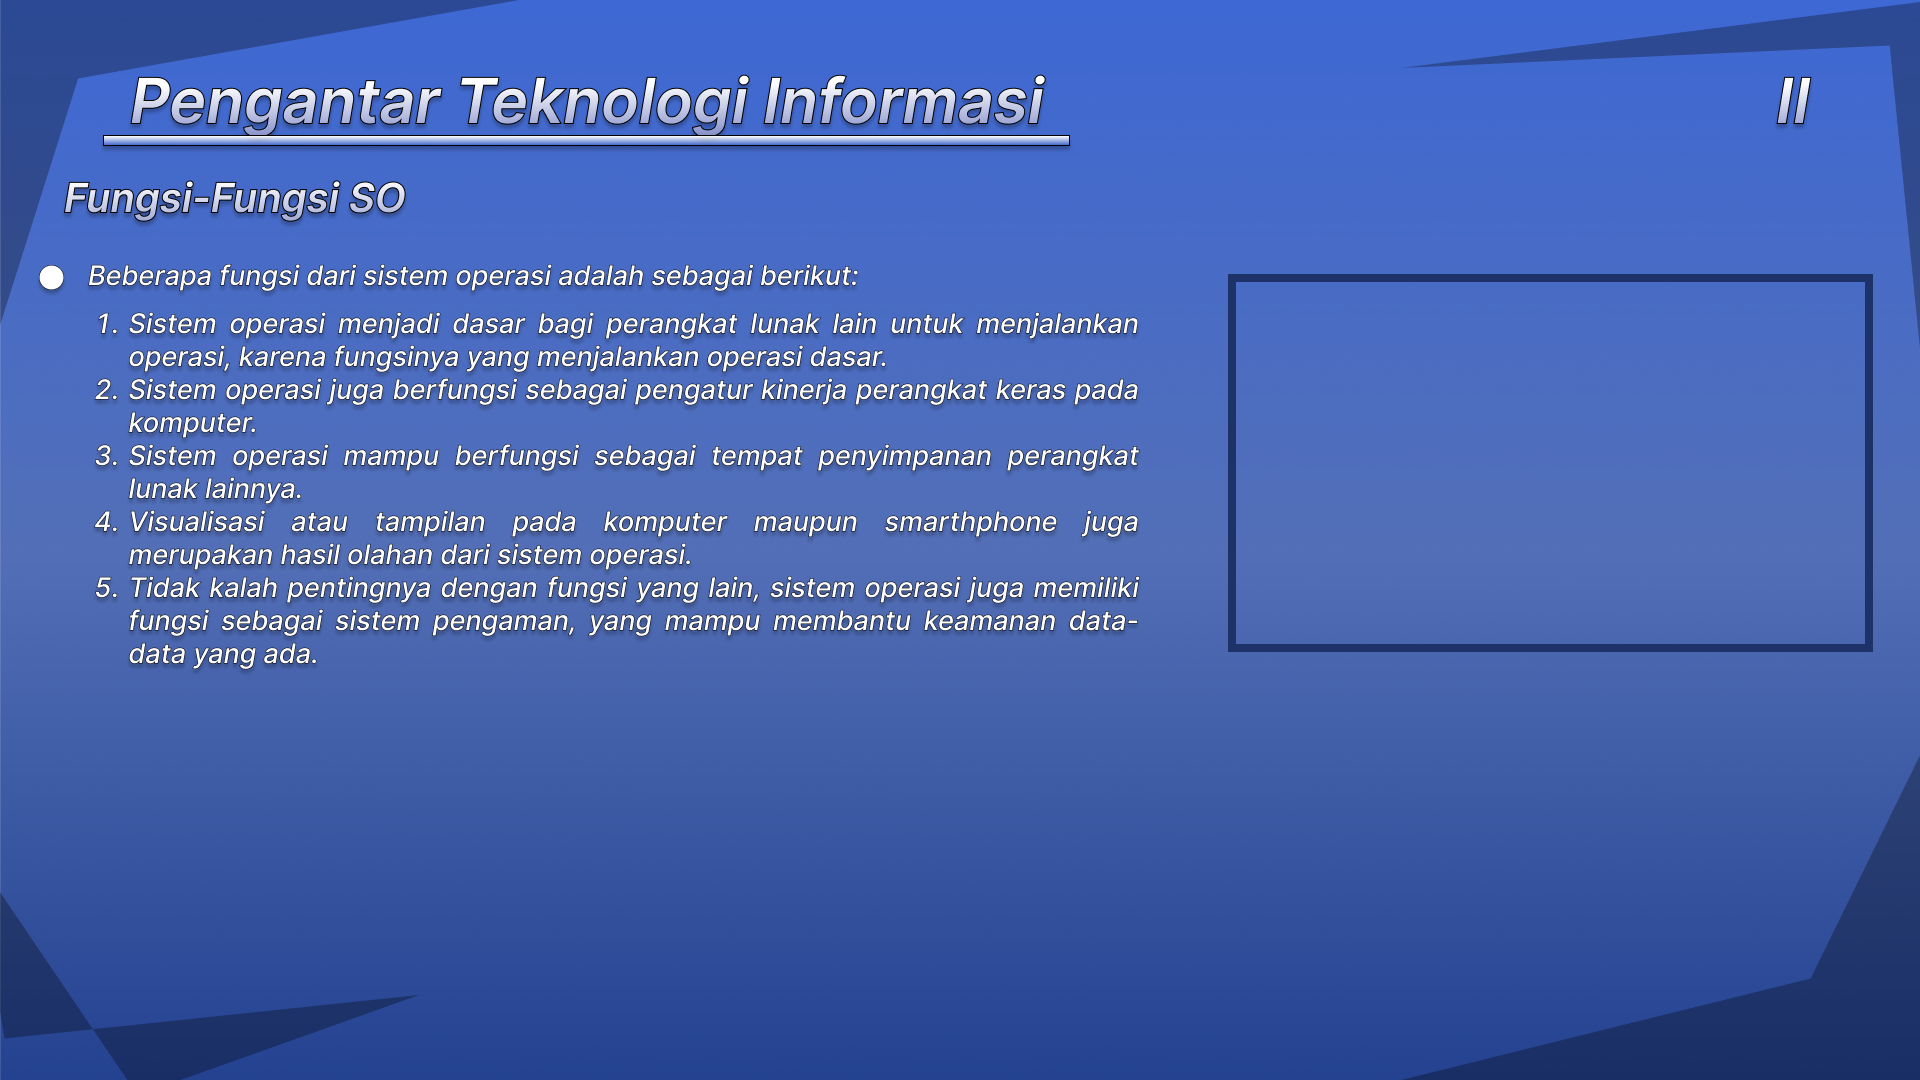 Pengantar Teknologi Informasi
II
Fungsi-Fungsi SO
Beberapa fungsi dari sistem operasi adalah sebagai berikut:
1. Sistem operasi menjadi dasar bagi perangkat lunak lain untuk menjalankan
operasi, karena fungsinya yang menjalankan operasi dasar.
2. Sistem operasi juga berfungsi sebagai pengatur kinerja perangkat keras pada
komputer.
3. Sistem operasi mampu berfungsi sebagai tempat penyimpanan perangkat
lunak lainnya.
4. Visualisasi atau tampilan pada komputer maupun smarthphone juga
merupakan hasil olahan dari sistem operasi.
5. Tidak kalah pentingnya dengan fungsi yang lain, sistem operasi juga memiliki
fungsi sebagai sistem pengaman, yang mampu membantu keamanan data-
data yang ada.